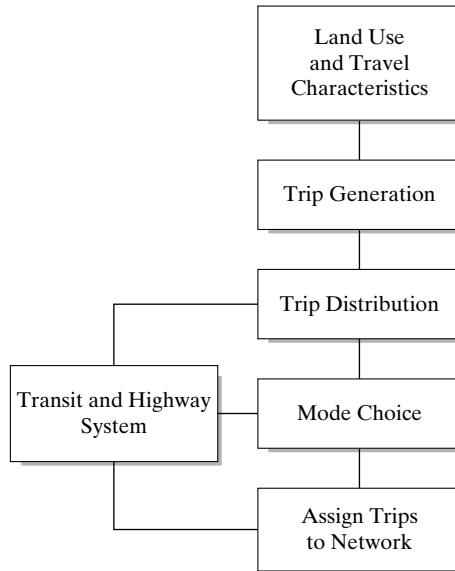 Land Use
and Travel
Characteristics
Trip Generation
Trip Distribution
Transit and Highway
System
Mode Choice
Assign Trips
to Network